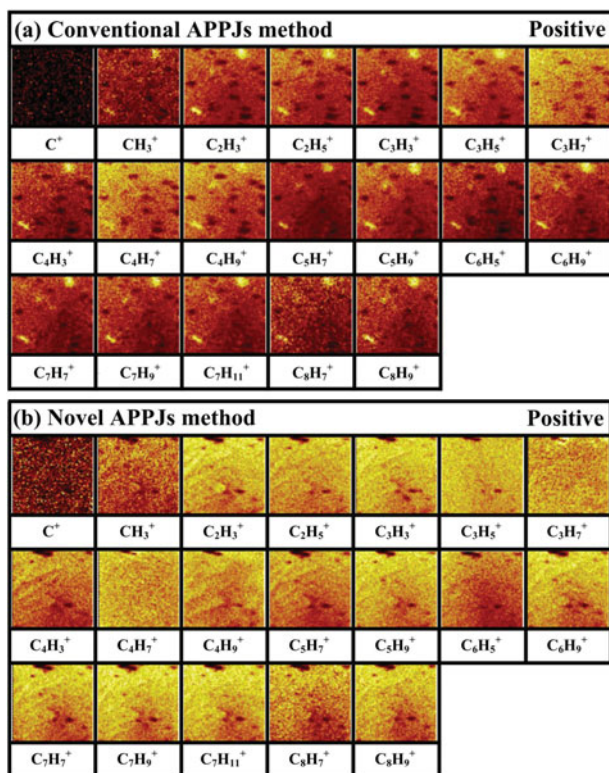 (a) Conventional APPJs method Positive
C⁺ CH₃⁺ C₂H₃⁺ C₂H₅⁺ C₃H₃⁺ C₃H₅⁺ C₃H₇⁺
C₄H₃⁺ C₄H₇⁺ C₄H₉⁺ C₅H₇⁺ C₅H₉⁺ C₆H₅⁺ C₆H₉⁺
C₇H₇⁺ C₇H₉⁺ C₇H₁₁⁺ C₈H₇⁺ C₈H₉⁺
(b) Novel APPJs method Positive
C⁺ CH₃⁺ C₂H₃⁺ C₂H₅⁺ C₃H₃⁺ C₃H₅⁺ C₃H₇⁺
C₄H₃⁺ C₄H₇⁺ C₄H₉⁺ C₅H₇⁺ C₅H₉⁺ C₆H₅⁺ C₆H₉⁺
C₇H₇⁺ C₇H₉⁺ C₇H₁₁⁺ C₈H₇⁺ C₈H₉⁺